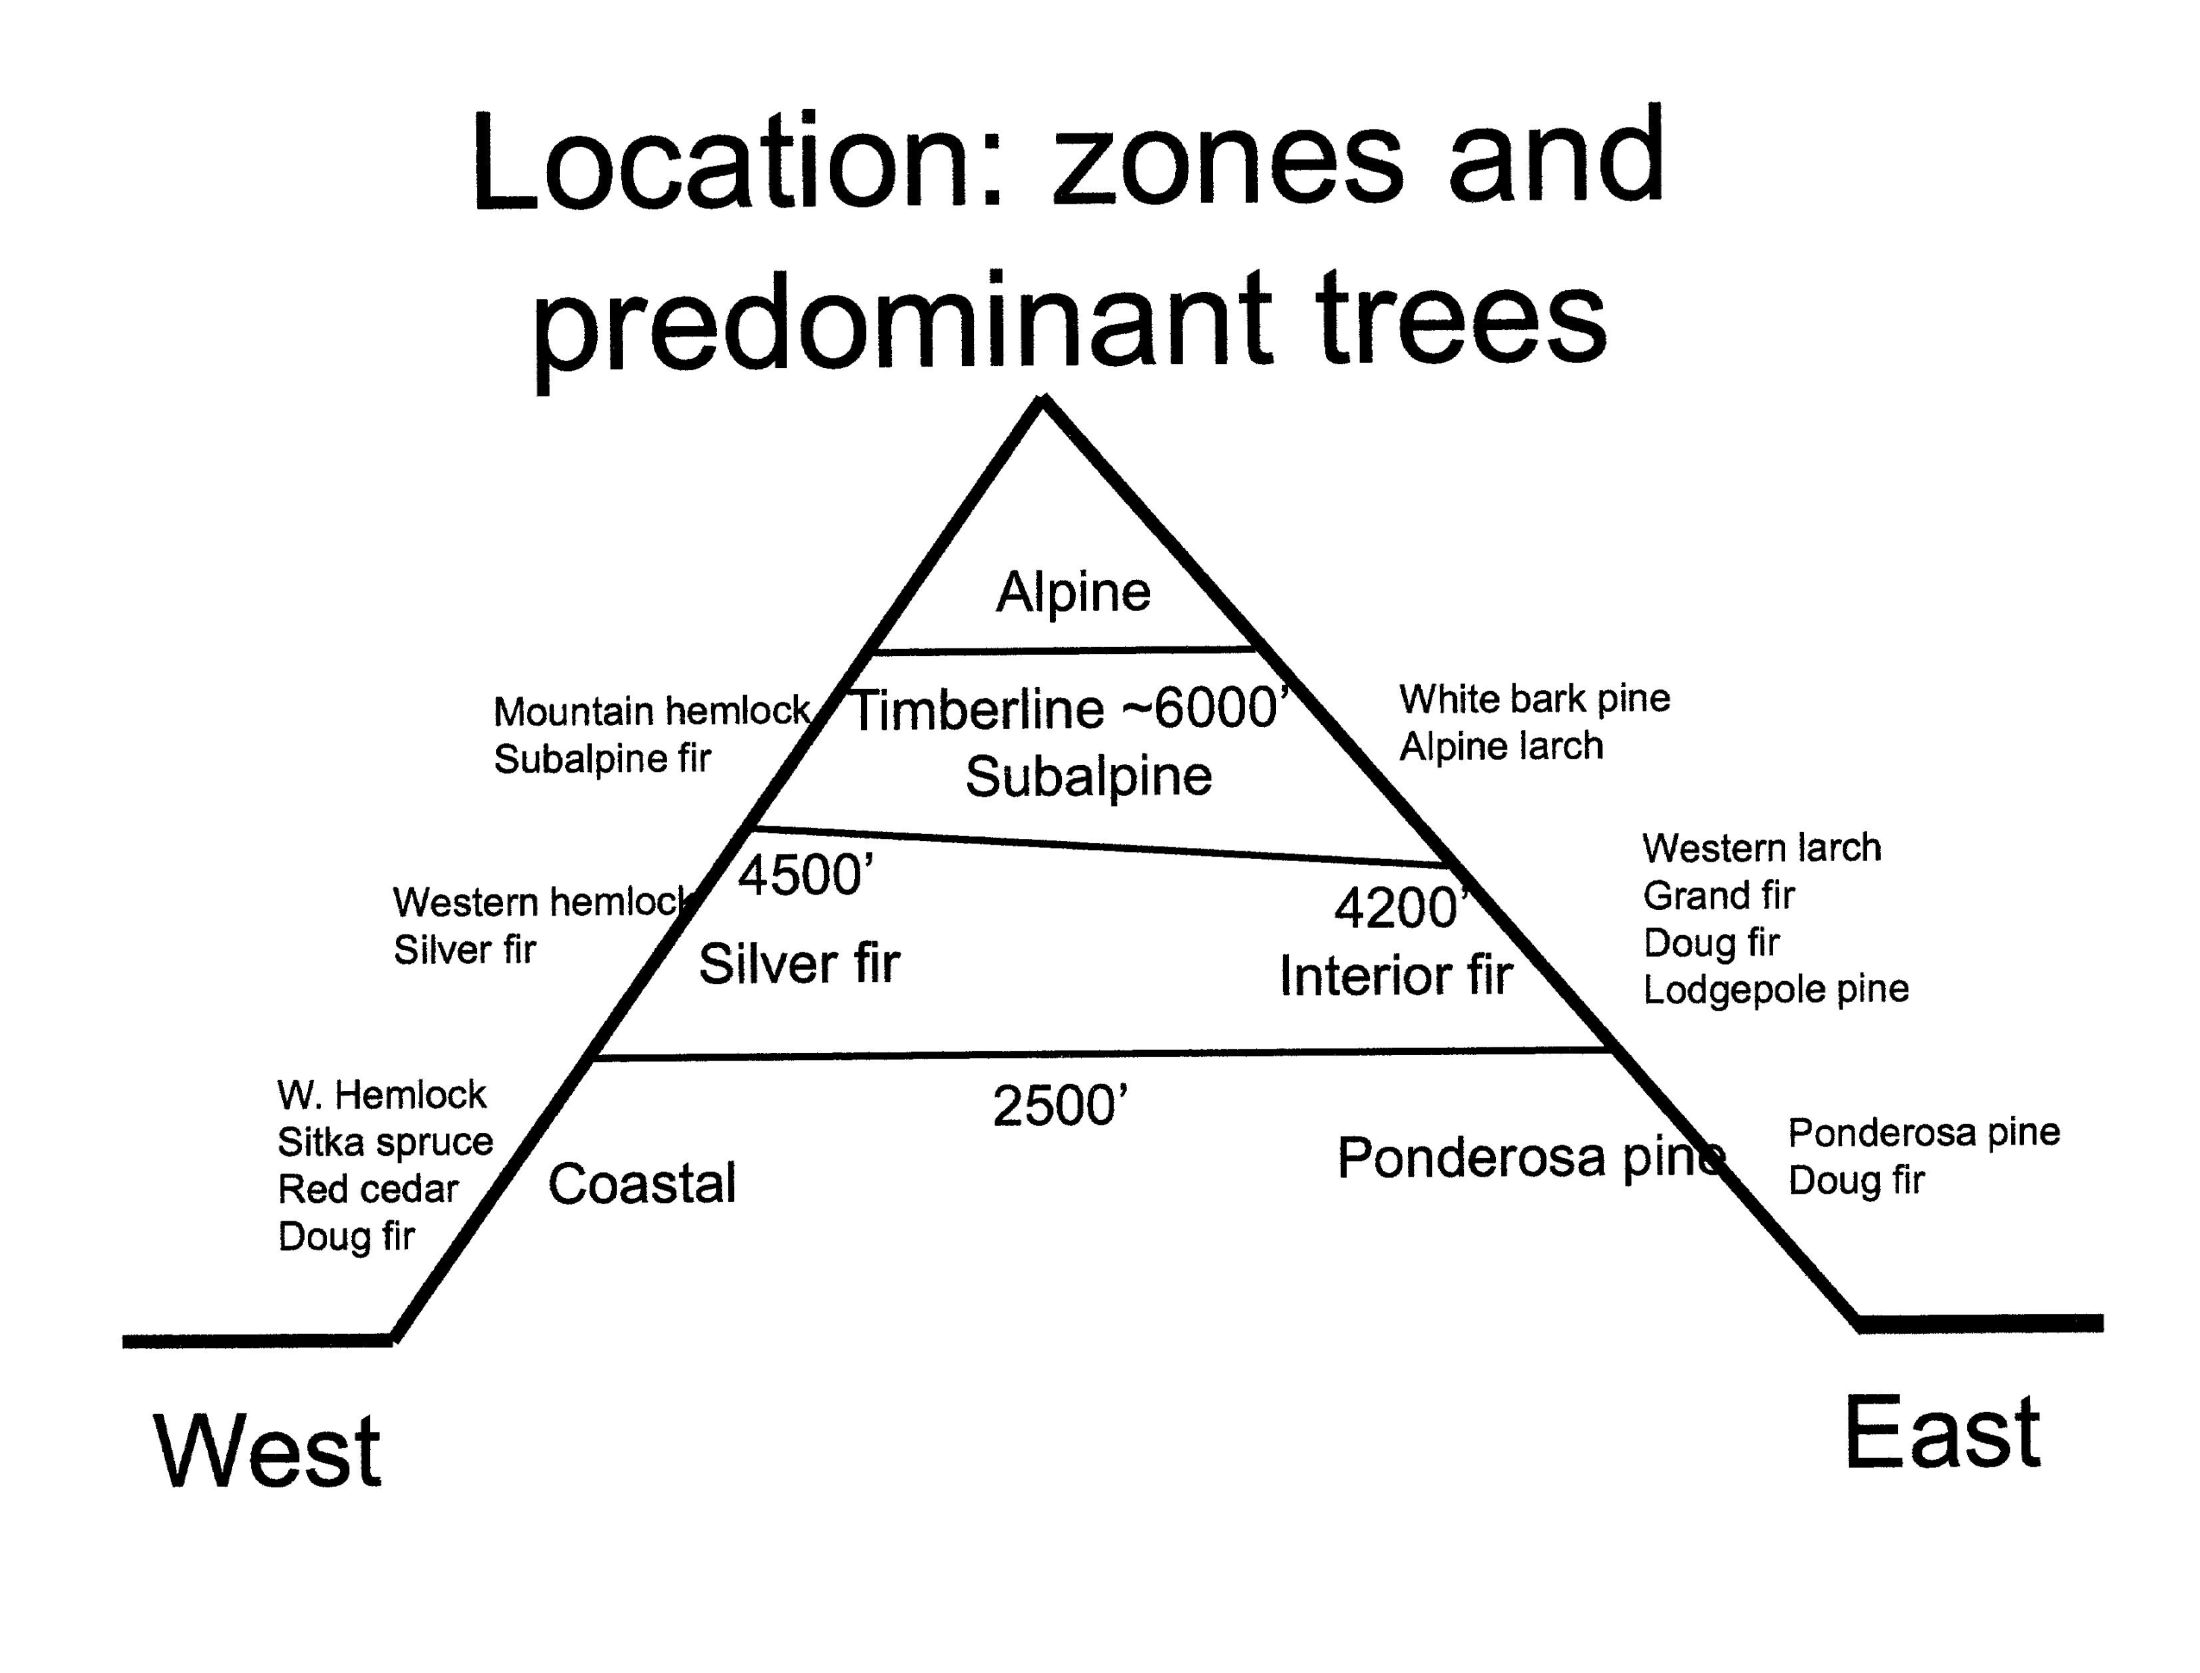 Location: zones and
predominant trees
Alpine
Timberline ~6000’
Subalpine
Mountain hemlock
Subalpine fir
White bark pine
Alpine larch
4500’
4200’
Western hemlock
Silver fir
Silver fir
Interior fir
Western larch
Grand fir
Doug fir
Lodgepole pine
2500’
W. Hemlock
Sitka spruce
Red cedar
Doug fir
Coastal
Ponderosa pine
Ponderosa pine
Doug fir
West
East